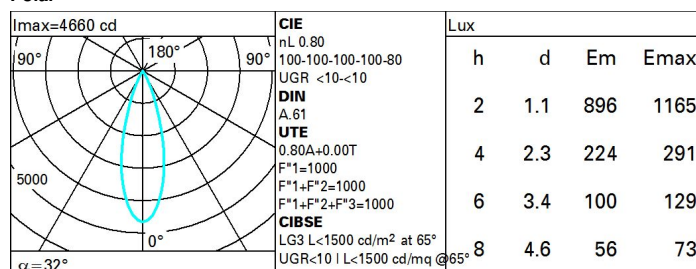 Imax=4660 cd
90° 180° 90°
5000
0°
α=32°
CIE
nL 0.80
100-100-100-100-80
UGR <10-<10
DIN
A.61
UTE
0.80A+0.00T
F"1=1000
F"1+F"2=1000
F"1+F"2+F"3=1000
CIBSE
LG3 L<1500 cd/m² at 65°
UGR<10 | L<1500 cd/mq @65°
Lux
h d Em Emax
2 1.1 896 1165
4 2.3 224 291
6 3.4 100 129
8 4.6 56 73